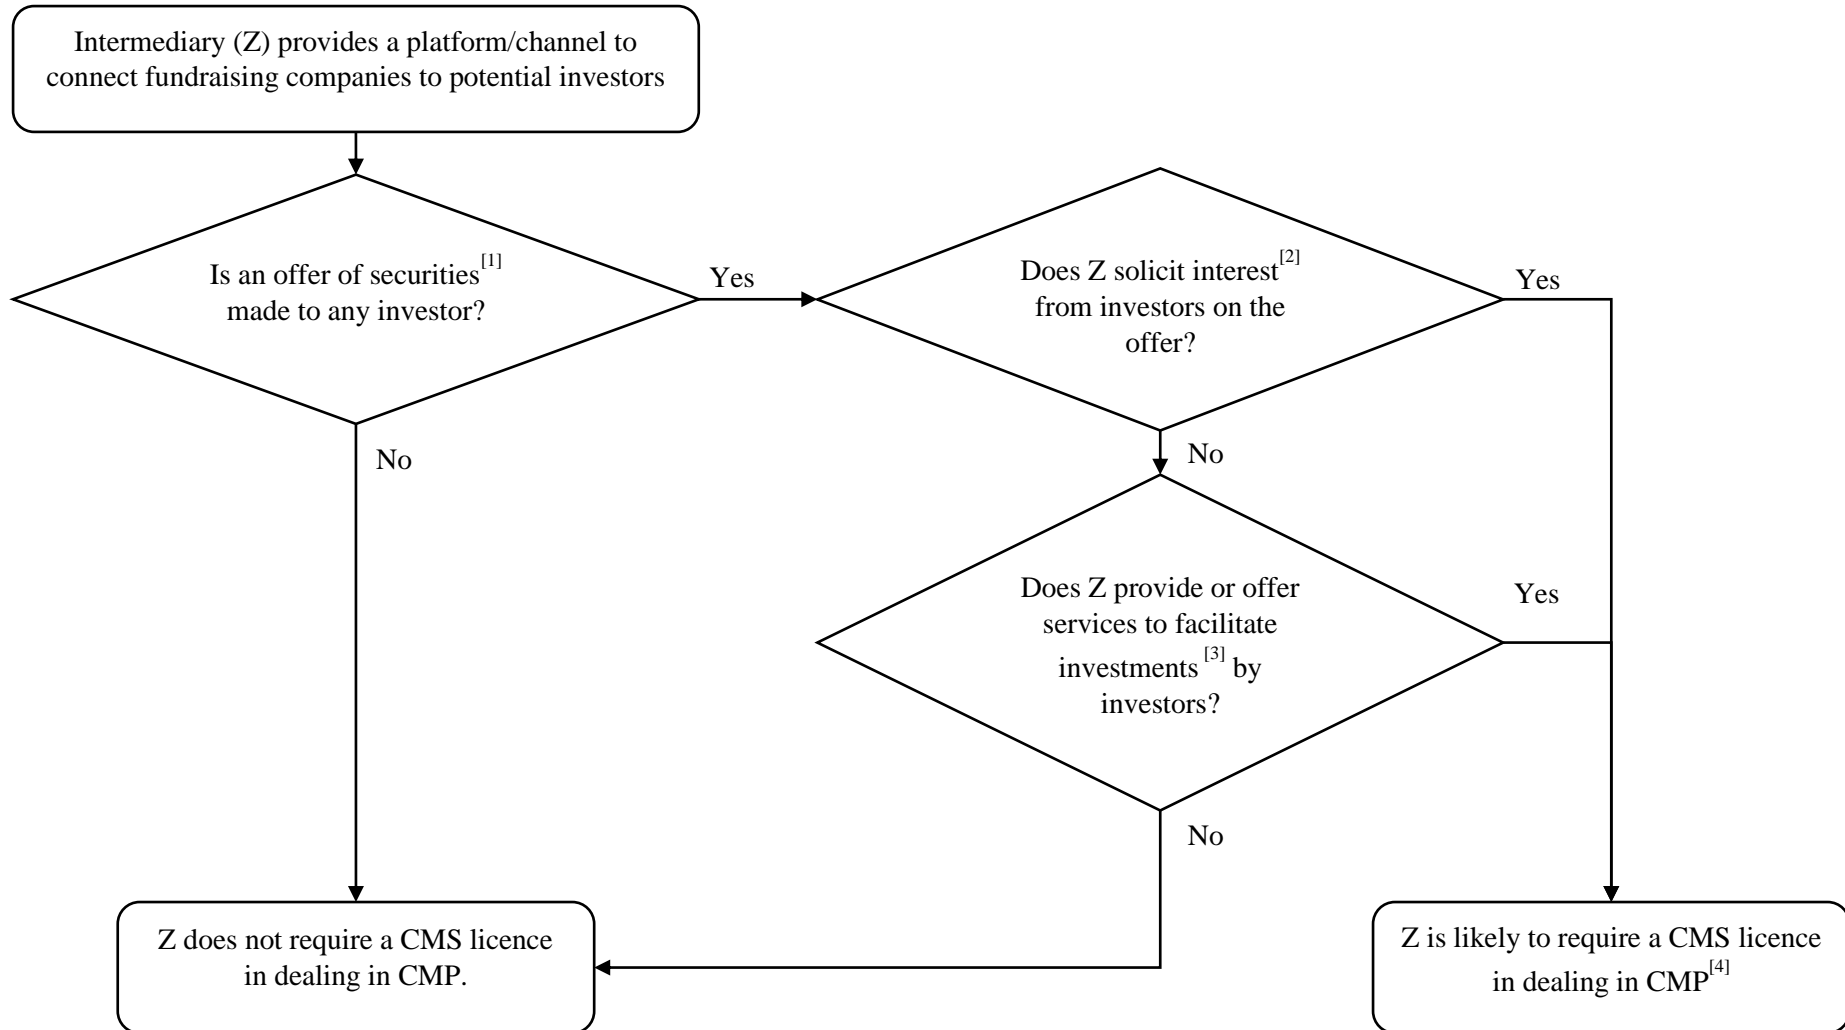 Intermediary (Z) provides a platform/channel to
connect fundraising companies to potential investors
Is an offer of securities[1]
made to any investor?
Yes
Does Z solicit interest[2]
from investors on the
offer?
Yes
No
No
Does Z provide or offer
services to facilitate
investments [3] by
investors?
Yes
No
Z does not require a CMS licence
in dealing in CMP.
Z is likely to require a CMS licence
in dealing in CMP[4]